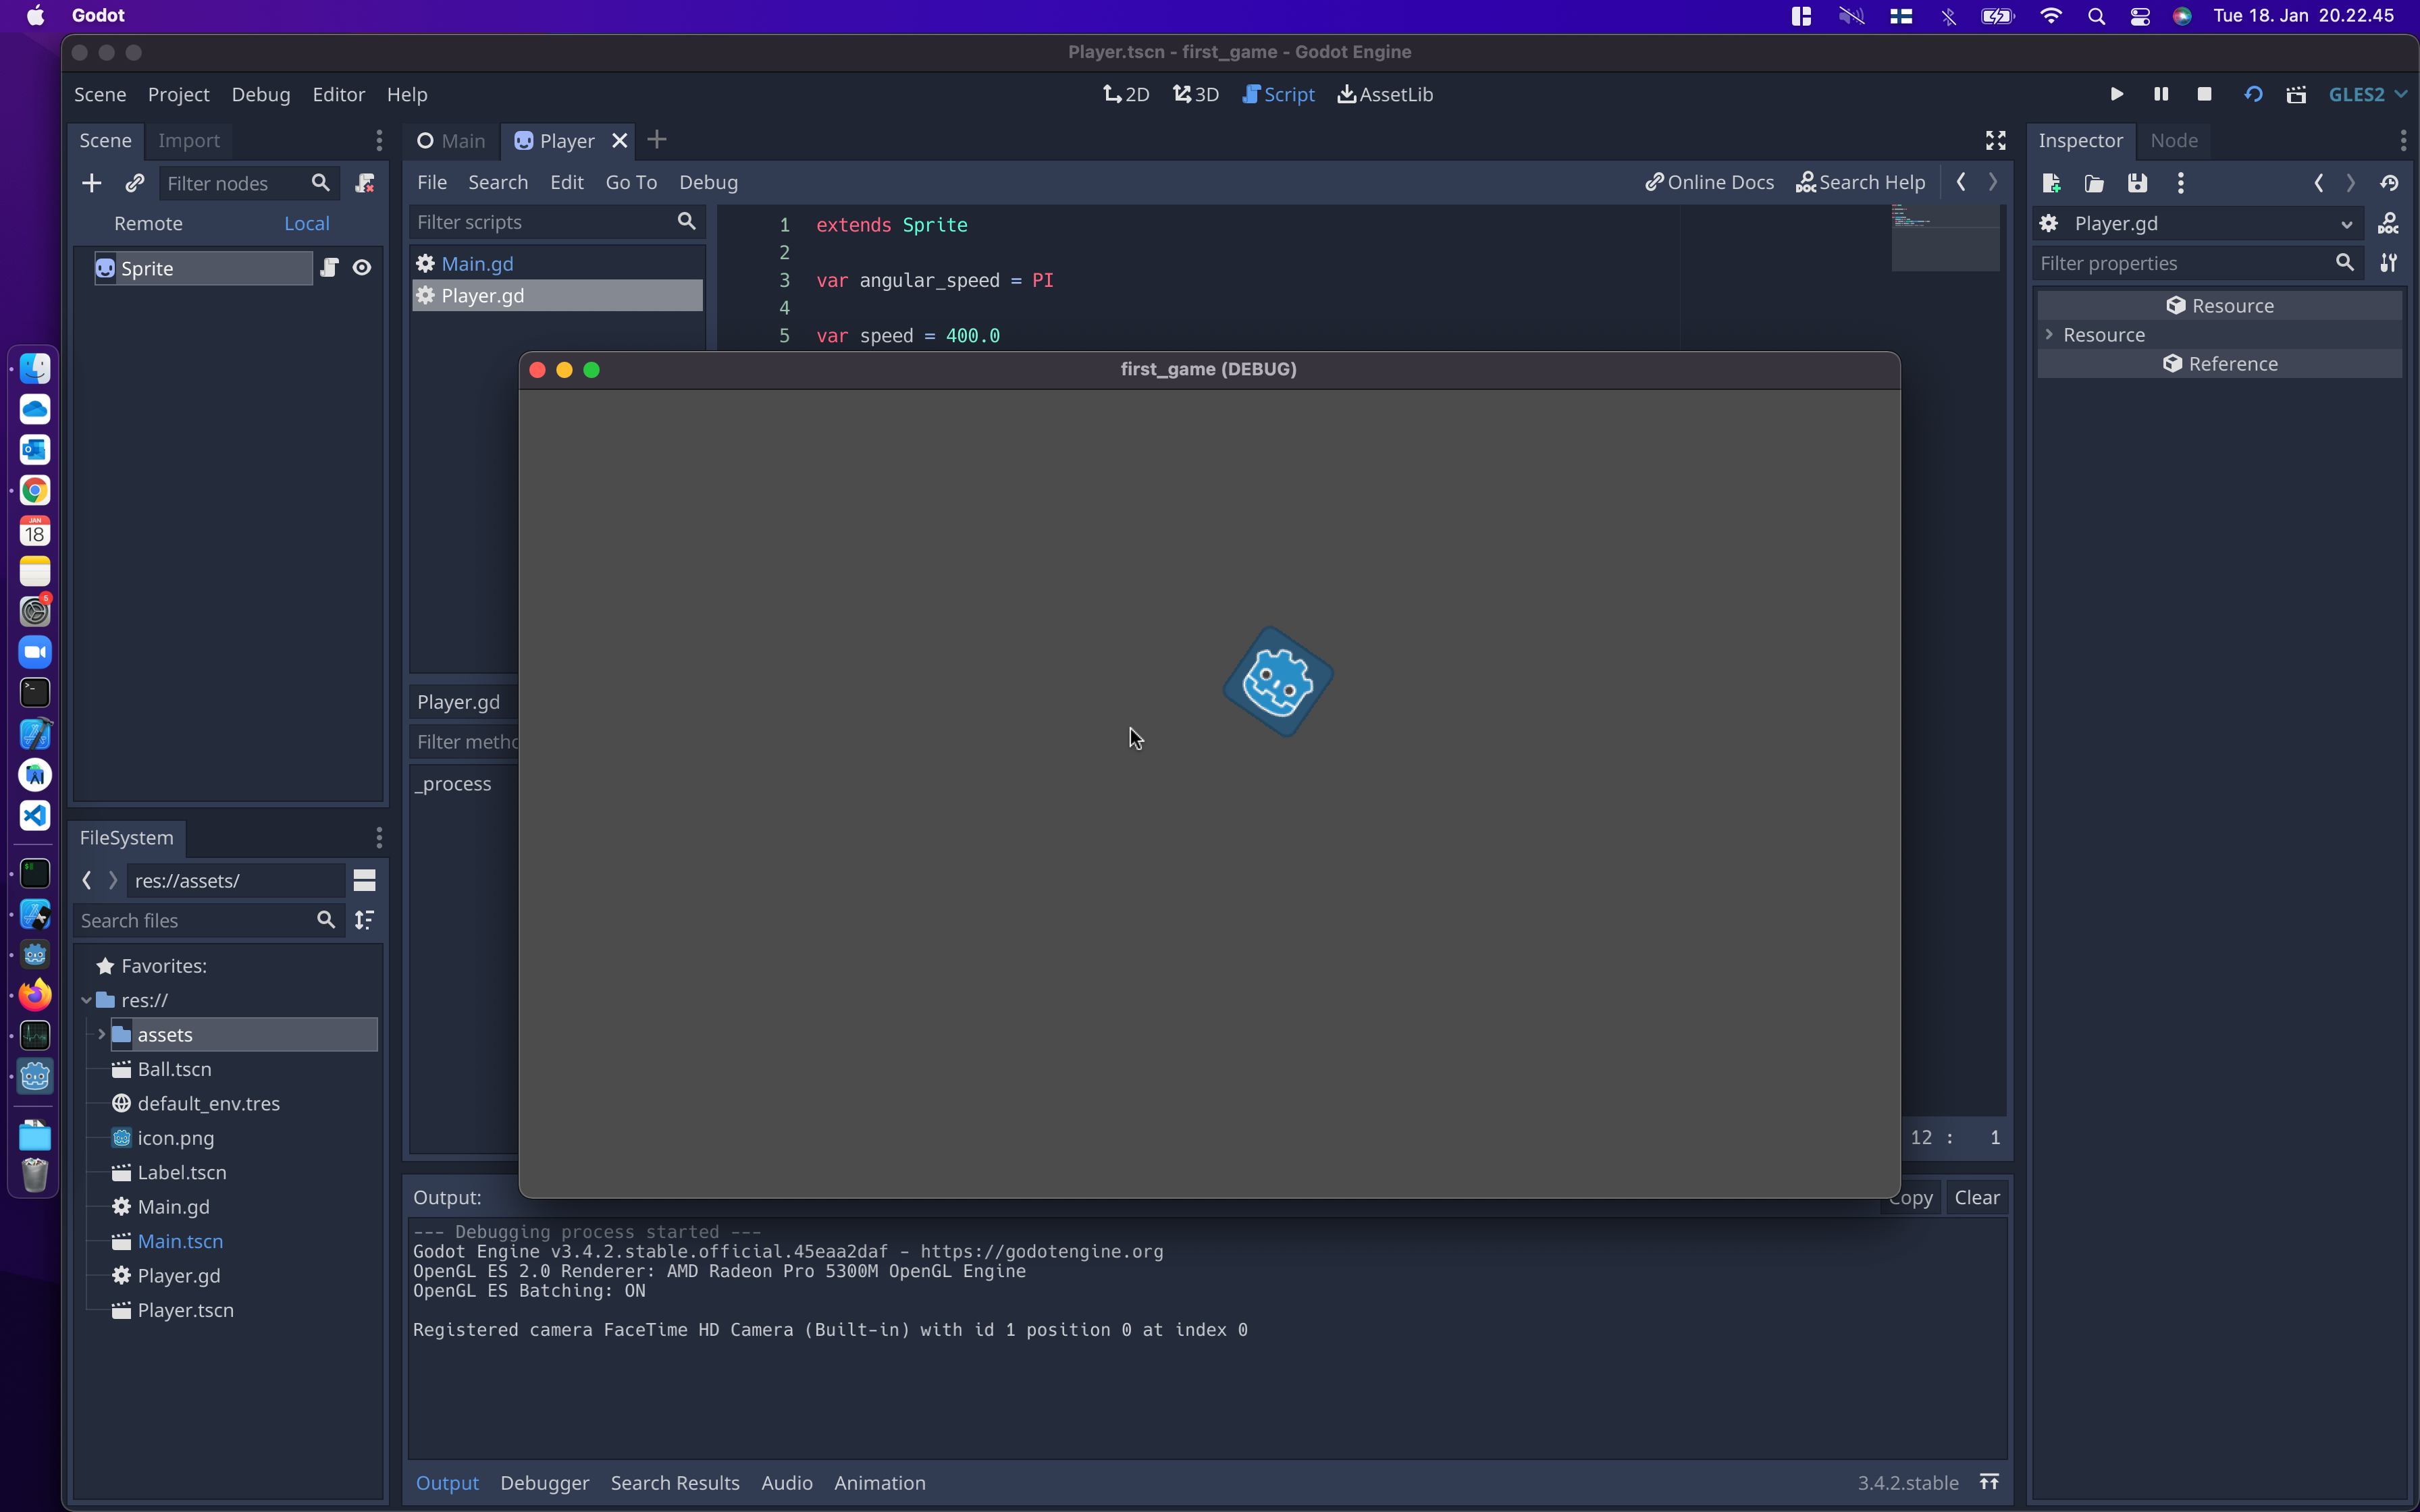 Godot
Tue 18. Jan 20.22.45
Player.tscn - first_game - Godot Engine
Scene Project Debug Editor Help
2D 3D Script AssetLib
GLES2
Scene Import
Main Player
Inspector Node
Filter nodes
File Search Edit Go To Debug
Online Docs Search Help
Remote Local
Filter scripts
Player.gd
Filter properties
Sprite
Main.gd
Player.gd
1 extends Sprite
2
3 var angular_speed = PI
4
5 var speed = 400.0
Resource
Resource
Reference
first_game (DEBUG)
JAN
18
5
Player.gd
Filter metho
_process
FileSystem
res://assets/
Search files
Favorites:
res://
assets
Ball.tscn
default_env.tres
icon.png
Label.tscn
Main.gd
Main.tscn
Player.gd
Player.tscn
12 : 1
Output:
Copy Clear
--- Debugging process started ---
Godot Engine v3.4.2.stable.official.45eaa2daf - https://godotengine.org
OpenGL ES 2.0 Renderer: AMD Radeon Pro 5300M OpenGL Engine
OpenGL ES Batching: ON
Registered camera FaceTime HD Camera (Built-in) with id 1 position 0 at index 0
Output Debugger Search Results Audio Animation
3.4.2.stable